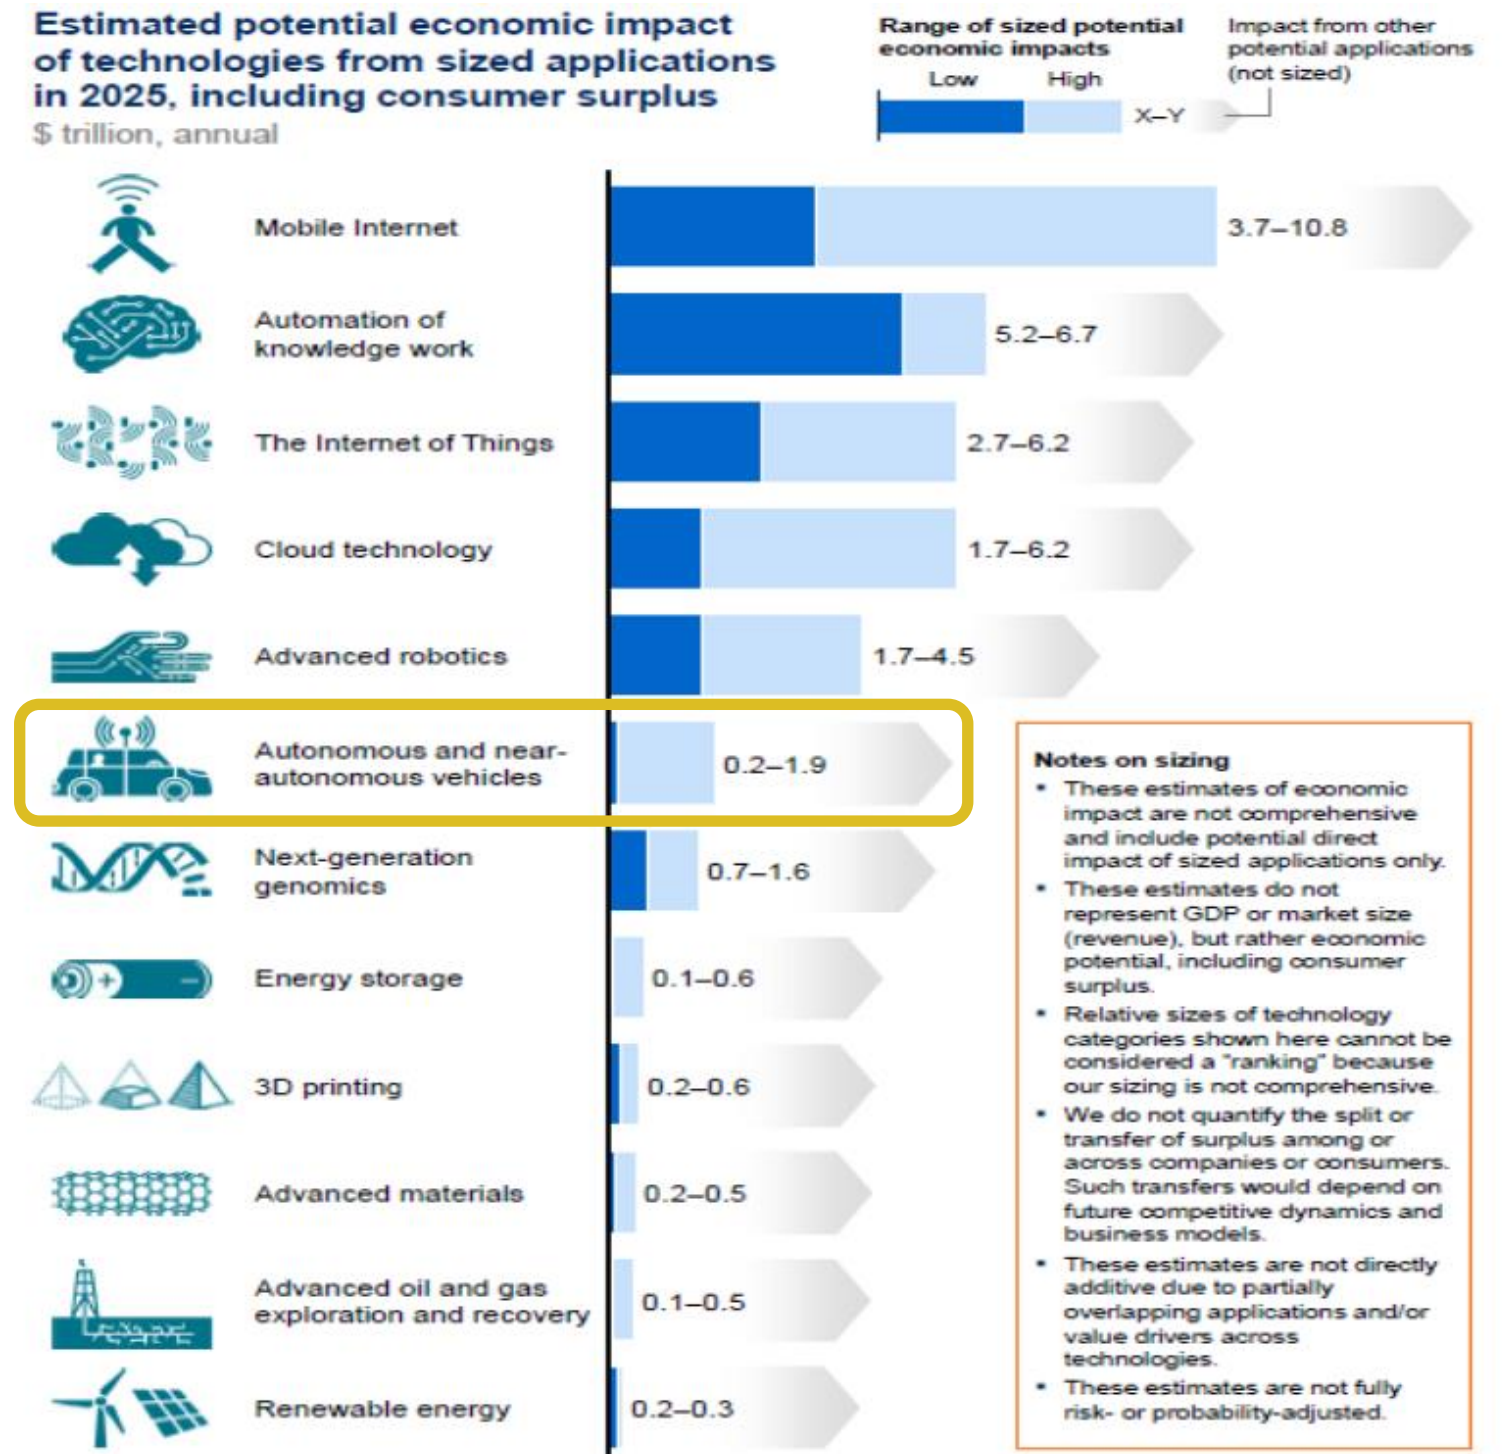 Estimated potential economic impact
of technologies from sized applications
in 2025, including consumer surplus
$ trillion, annual
Range of sized potential
economic impacts
Low High
X–Y
Impact from other
potential applications
(not sized)
Mobile Internet
3.7–10.8
Automation of
knowledge work
5.2–6.7
The Internet of Things
2.7–6.2
Cloud technology
1.7–6.2
Advanced robotics
1.7–4.5
Autonomous and near-
autonomous vehicles
0.2–1.9
Next-generation
genomics
0.7–1.6
Energy storage
0.1–0.6
3D printing
0.2–0.6
Advanced materials
0.2–0.5
Advanced oil and gas
exploration and recovery
0.1–0.5
Renewable energy
0.2–0.3
Notes on sizing
▪ These estimates of economic
impact are not comprehensive
and include potential direct
impact of sized applications only.
▪ These estimates do not
represent GDP or market size
(revenue), but rather economic
potential, including consumer
surplus.
▪ Relative sizes of technology
categories shown here cannot be
considered a "ranking" because
our sizing is not comprehensive.
▪ We do not quantify the split or
transfer of surplus among or
across companies or consumers.
Such transfers would depend on
future competitive dynamics and
business models.
▪ These estimates are not directly
additive due to partially
overlapping applications and/or
value drivers across
technologies.
▪ These estimates are not fully
risk- or probability-adjusted.